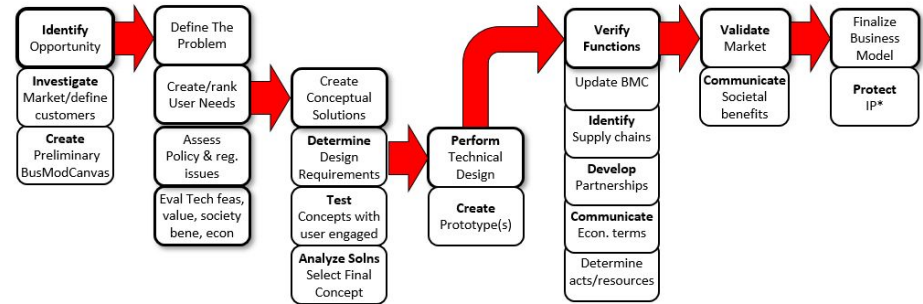 Identify
Opportunity
Investigate
Market/define
customers
Create
Preliminary
BusModCanvas
Define The
Problem
Create/rank
User Needs
Assess
Policy & reg.
issues
Eval Tech feas,
value, society
bene, econ
Create
Conceptual
Solutions
Determine
Design
Requirements
Test
Concepts with
user engaged
Analyze Solns
Select Final
Concept
Perform
Technical
Design
Create
Prototype(s)
Verify
Functions
Update BMC
Identify
Supply chains
Develop
Partnerships
Communicate
Econ. terms
Determine
acts/resources
Validate
Market
Communicate
Societal
benefits
Finalize
Business
Model
Protect
IP*